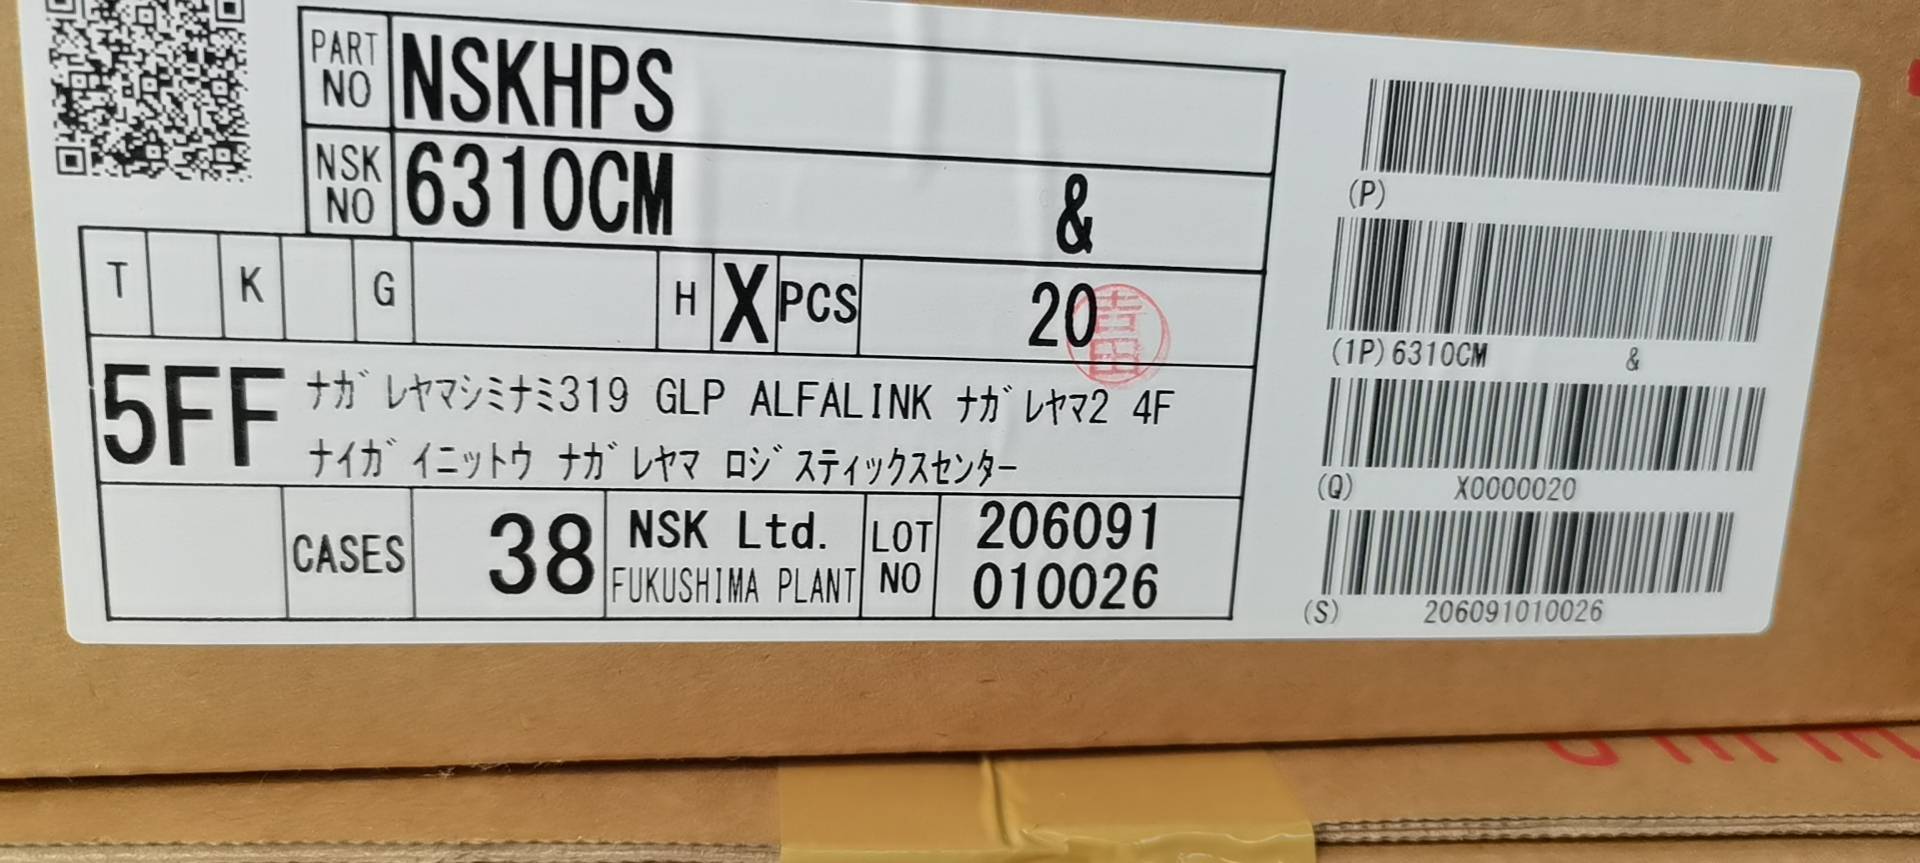 PART NO NSKHPS
NSK NO 6310CM &
T K G H X PCS 20
吉田
5FF ナガレヤマシミナミ319 GLP ALFALINK ナガレヤマ2 4F
ナイガイニットウ ナガレヤマ ロジスティックスセンター
CASES 38 NSK Ltd. FUKUSHIMA PLANT LOT NO 206091 010026
(P)
(1P)6310CM &
(Q) X0000020
(S) 206091010026